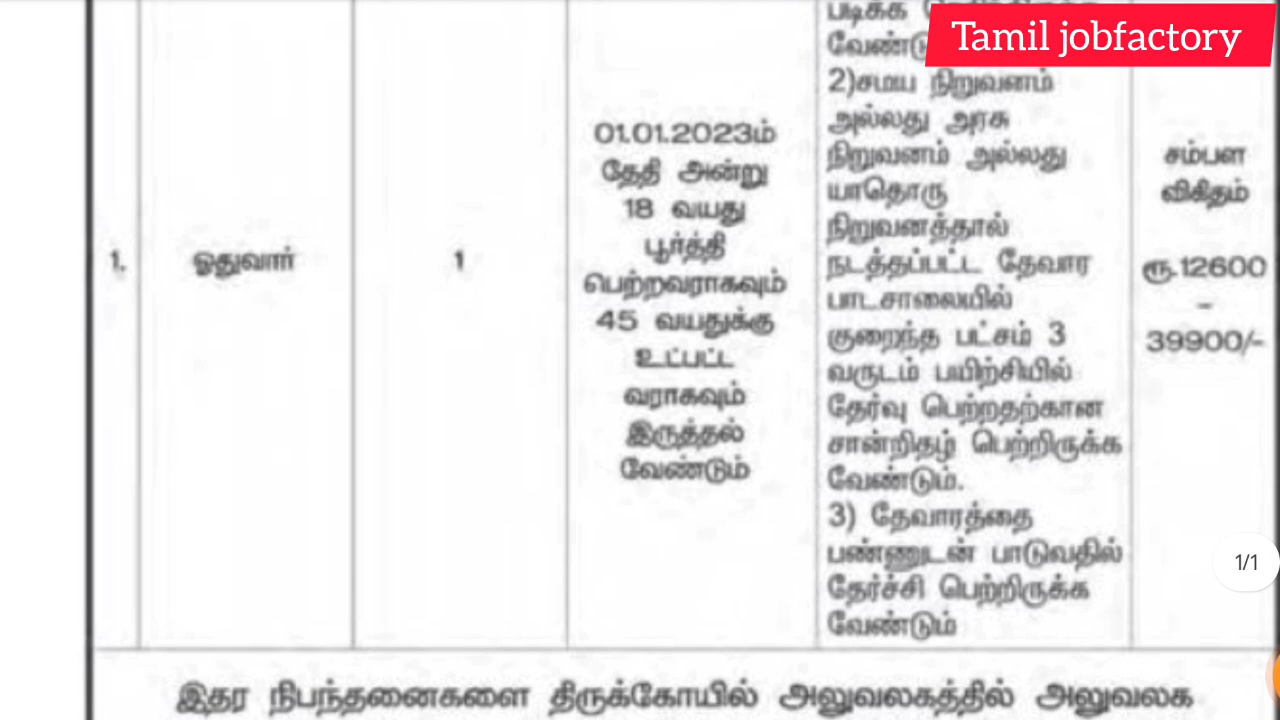 Tamil jobfactory
1.
ஓதுவார்
1
01.01.2023ம்
தேதி அன்று
18 வயது
பூர்த்தி
பெற்றவராகவும்
45 வயதுக்கு
உட்பட்ட
வராகவும்
இருத்தல்
வேண்டும்
படிக்க
2)சமய நிறுவனம்
அல்லது அரசு
நிறுவனம் அல்லது
யாதொரு
நிறுவனத்தால்
நடத்தப்பட்ட தேவார
பாடசாலையில்
குறைந்த பட்சம் 3
வருடம் பயிற்சியில்
தேர்வு பெற்றதற்கான
சான்றிதழ் பெற்றிருக்க
வேண்டும்.
3) தேவாரத்தை
பண்ணுடன் பாடுவதில்
தேர்ச்சி பெற்றிருக்க
வேண்டும்
சம்பள
விகிதம்
ரூ.12600
–
39900/-
1/1
இதர நிபந்தனைகளை திருக்கோயில் அலுவலகத்தில் அலுவலக